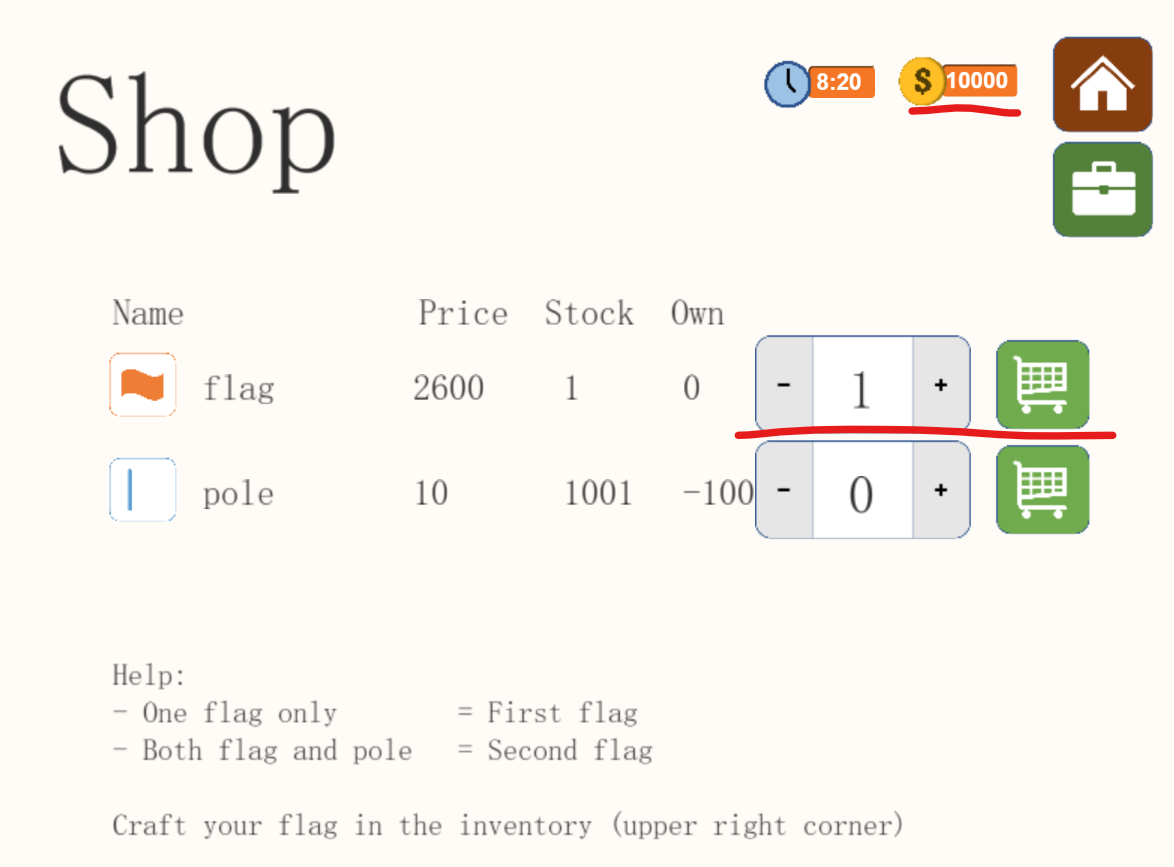 Shop
8:20
$ 10000
Name Price Stock Own
flag 2600 1 0 - 1 +
pole 10 1001 -100 - 0 +
Help:
- One flag only = First flag
- Both flag and pole = Second flag
Craft your flag in the inventory (upper right corner)